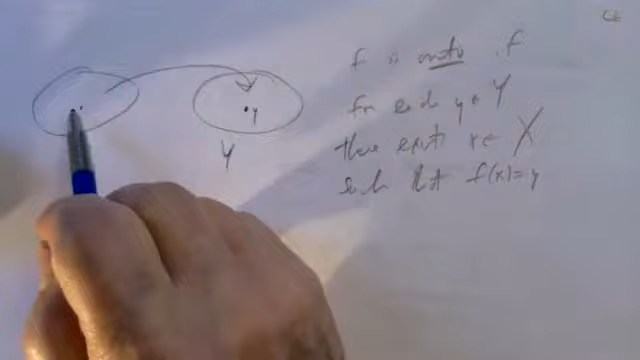 f is onto if
for each y ∈ Y
there exists x ∈ X
such that f(x)=y
y
Y